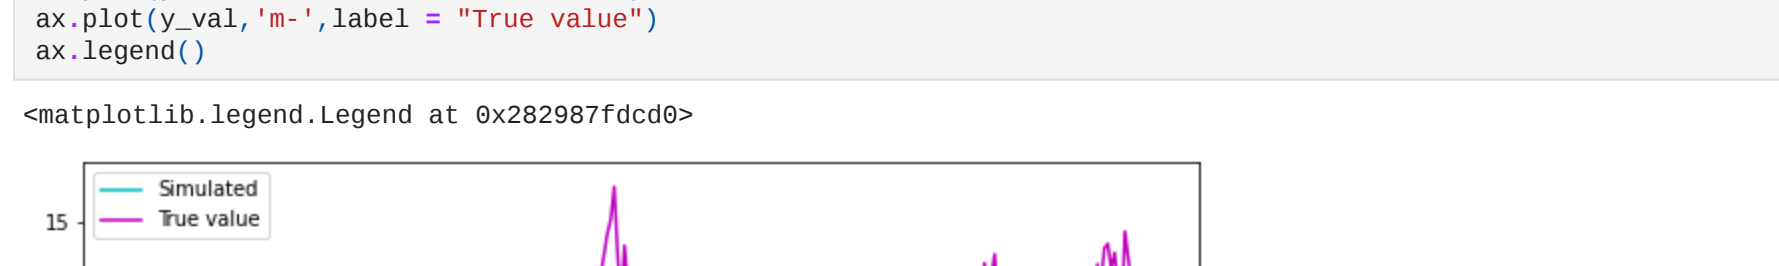 ax.plot(y_val,'m-',label = "True value")
ax.legend()
<matplotlib.legend.Legend at 0x282987fdcd0>
Simulated
True value
15